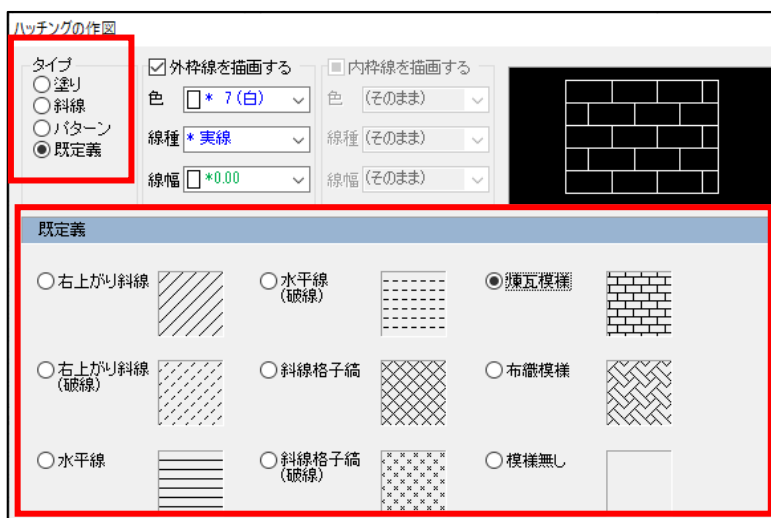 ハッチングの作図
タイプ
塗り
斜線
パターン
既定義
外枠線を描画する
色 * 7 (白)
線種 * 実線
線幅 *0.00
内枠線を描画する
色 (そのまま)
線種 (そのまま)
線幅 (そのまま)
既定義
右上がり斜線
水平線
(破線)
煉瓦模様
右上がり斜線
(破線)
斜線格子縞
布織模様
水平線
斜線格子縞
(破線)
模様無し